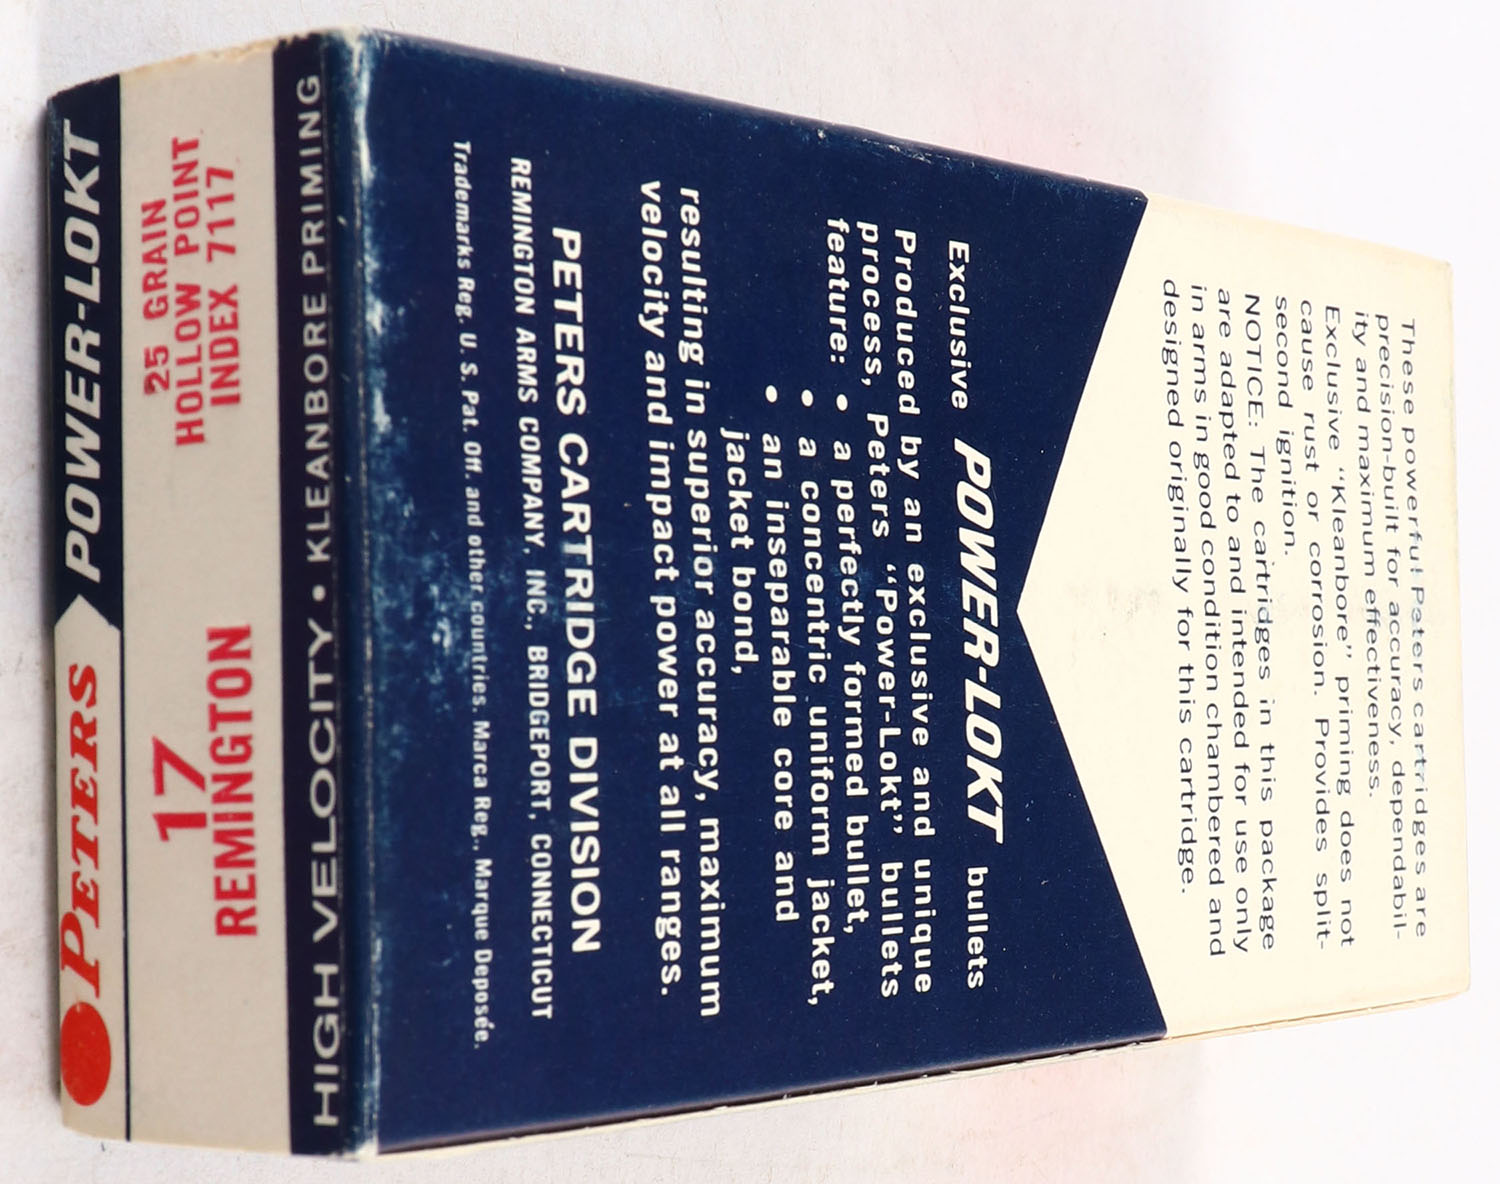 These powerful Peters cartridges are
precision-built for accuracy, dependabil-
ity and maximum effectiveness.
Exclusive "Kleanbore" priming does not
cause rust or corrosion. Provides split-
second ignition.
NOTICE: The cartridges in this package
are adapted to and intended for use only
in arms in good condition chambered and
designed originally for this cartridge.
Exclusive POWER-LOKT bullets
Produced by an exclusive and unique
process, Peters "Power-Lokt" bullets
feature: • a perfectly formed bullet,
• a concentric uniform jacket,
• an inseparable core and
jacket bond,
resulting in superior accuracy, maximum
velocity and impact power at all ranges.
PETERS CARTRIDGE DIVISION
REMINGTON ARMS COMPANY, INC., BRIDGEPORT, CONNECTICUT
Trademarks Reg. U.S. Pat. Off. and other countries. Marca Reg., Marque Deposée.
PETERS POWER-LOKT
17
REMINGTON
25 GRAIN
HOLLOW POINT
INDEX 7117
HIGH VELOCITY • KLEANBORE PRIMING